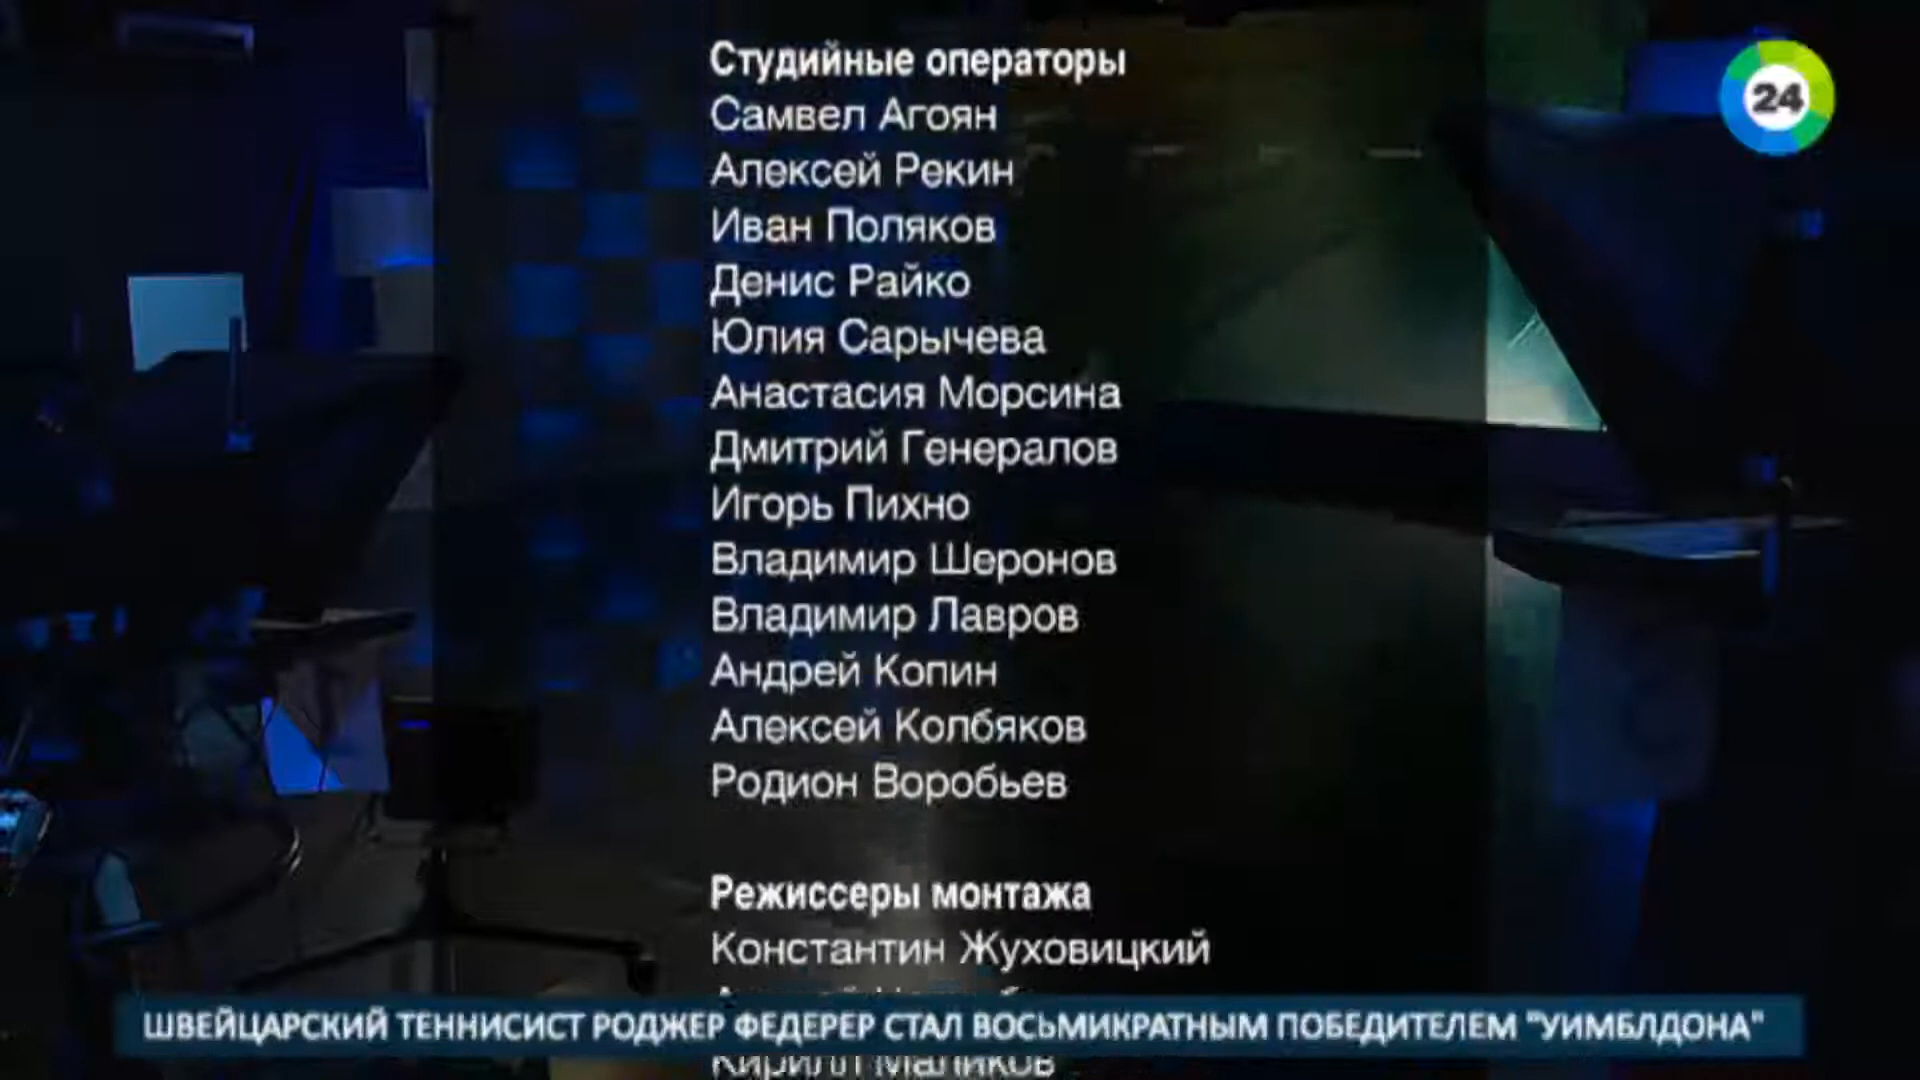 Студийные операторы
24
Самвел Агоян
Алексей Рекин
Иван Поляков
Денис Райко
Юлия Сарычева
Анастасия Морсина
Дмитрий Генералов
Игорь Пихно
Владимир Шеронов
Владимир Лавров
Андрей Копин
Алексей Колбяков
Родион Воробьев
Режиссеры монтажа
Константин Жуховицкий
ШВЕЙЦАРСКИЙ ТЕННИСИСТ РОДЖЕР ФЕДЕРЕР СТАЛ ВОСЬМИКРАТНЫМ ПОБЕДИТЕЛЕМ "УИМБЛДОНА"
Кирилл Маликов